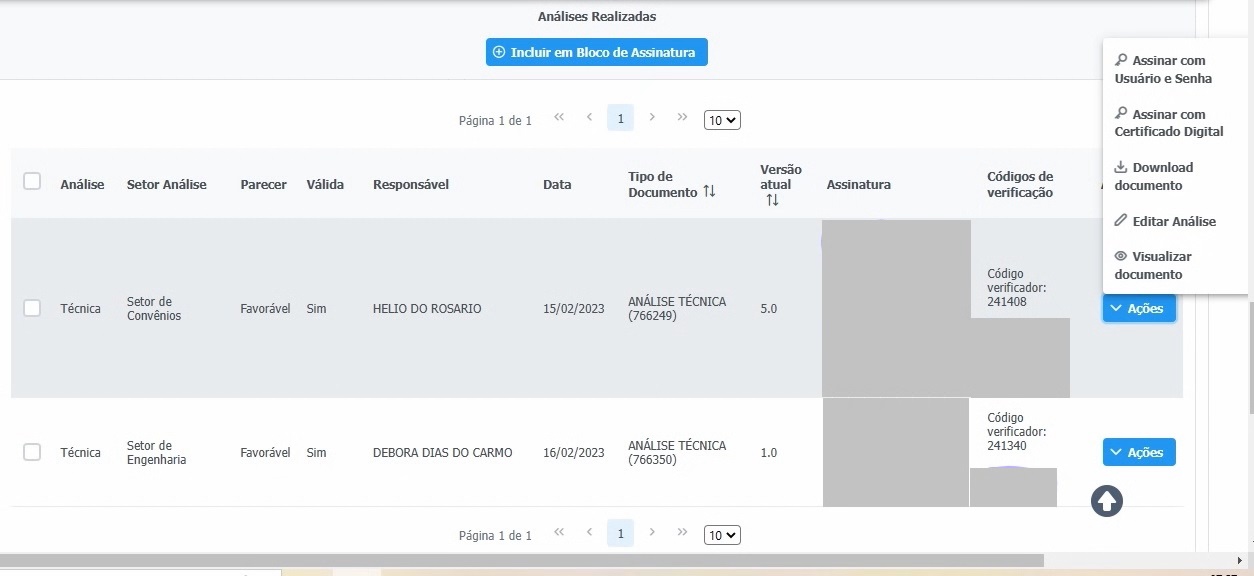 Análises Realizadas
Incluir em Bloco de Assinatura
Assinar com
Usuário e Senha
Assinar com
Certificado Digital
Download
documento
Editar Análise
Visualizar
documento
Página 1 de 1 << < 1 > >> 10
Análise Setor Análise Parecer Válida Responsável Data Tipo de
Documento Versão
atual Assinatura Códigos de
verificação
Técnica Setor de
Convênios Favorável Sim HELIO DO ROSARIO 15/02/2023 ANÁLISE TÉCNICA
(766249) 5.0 Código
verificador:
241408 Ações
Técnica Setor de
Engenharia Favorável Sim DEBORA DIAS DO CARMO 16/02/2023 ANÁLISE TÉCNICA
(766350) 1.0 Código
verificador:
241340 Ações
Página 1 de 1 << < 1 > >> 10